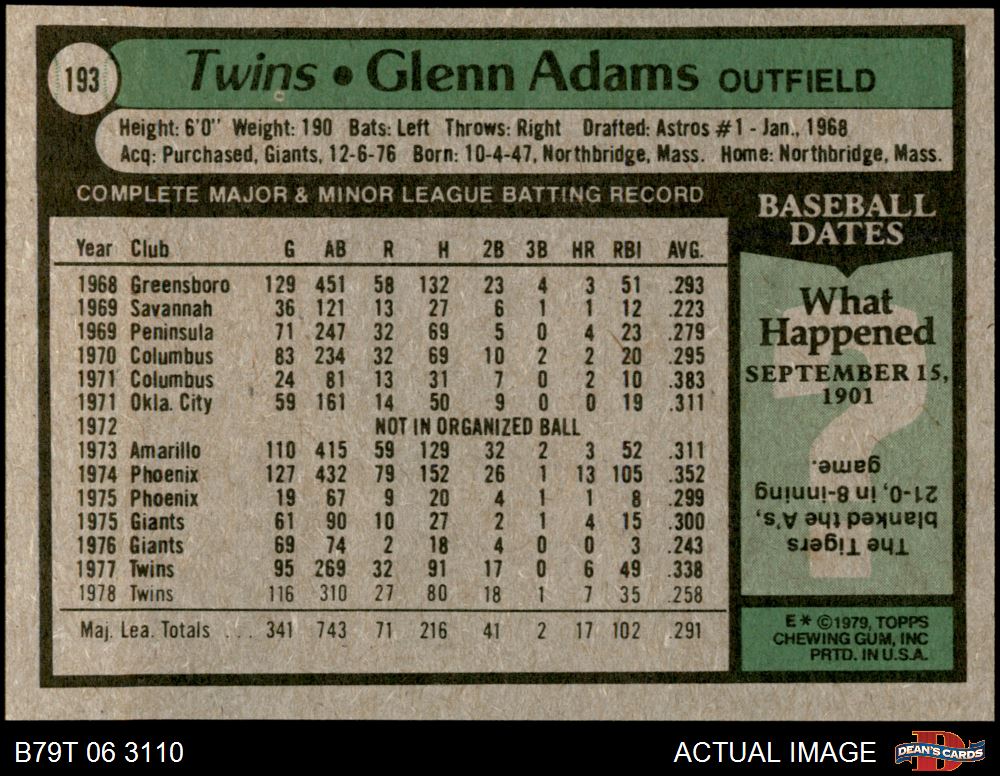 193
Twins • Glenn Adams OUTFIELD
Height: 6'0" Weight: 190 Bats: Left Throws: Right Drafted: Astros #1 - Jan., 1968
Acq: Purchased, Giants, 12-6-76 Born: 10-4-47, Northbridge, Mass. Home: Northbridge, Mass.
COMPLETE MAJOR & MINOR LEAGUE BATTING RECORD
Year Club G AB R H 2B 3B HR RBI AVG.
1968 Greensboro 129 451 58 132 23 4 3 51 .293
1969 Savannah 36 121 13 27 6 1 1 12 .223
1969 Peninsula 71 247 32 69 5 0 4 23 .279
1970 Columbus 83 234 32 69 10 2 2 20 .295
1971 Columbus 24 81 13 31 7 0 2 10 .383
1971 Okla. City 59 161 14 50 9 0 0 19 .311
1972 NOT IN ORGANIZED BALL
1973 Amarillo 110 415 59 129 32 2 3 52 .311
1974 Phoenix 127 432 79 152 26 1 13 105 .352
1975 Phoenix 19 67 9 20 4 1 1 8 .299
1975 Giants 61 90 10 27 2 1 4 15 .300
1976 Giants 69 74 2 18 4 0 0 3 .243
1977 Twins 95 269 32 91 17 0 6 49 .338
1978 Twins 116 310 27 80 18 1 7 35 .258
Maj. Lea. Totals ... 341 743 71 216 41 2 17 102 .291
BASEBALL
DATES
What
Happened
SEPTEMBER 15,
1901
The Tigers
blanked the A's,
21-0, in 8-inning
game.
E* ©1979, TOPPS
CHEWING GUM, INC
PRTD. IN U.S.A.
B79T 06 3110
ACTUAL IMAGE
DEAN'S CARDS